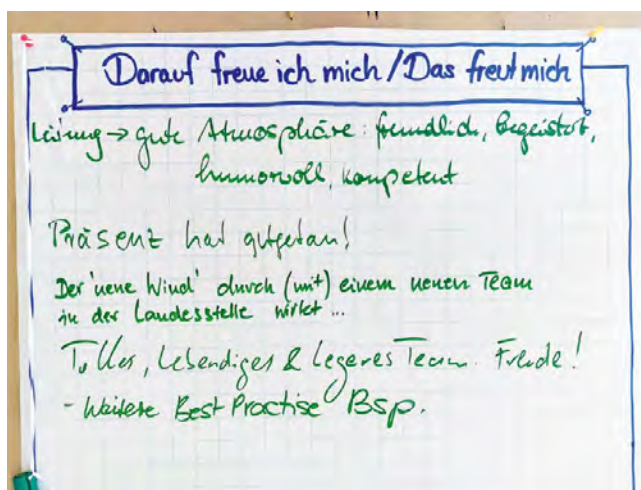 Darauf freue ich mich / Das freut mich
Leitung → gute Atmosphäre: freundlich, begeistert,
humorvoll, kompetent
Präsenz hat gutgetan!
Der 'neue Wind' durch (mit) einem neuen Team
in der Landesstelle wirkt ...
Tolles, Lebendiges & Legeres Team. Freude!
- Weitere Best Practise Bsp.